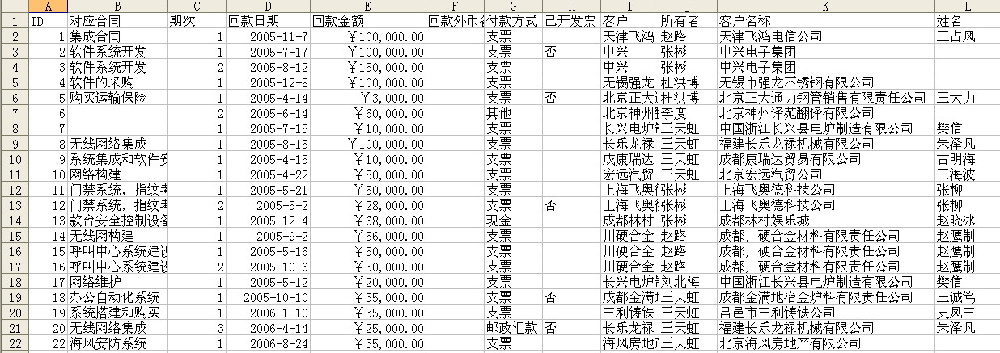 A B C D E F G H I J K L
1 ID 对应合同 期次 回款日期 回款金额 回款外币 付款方式 已开发票 客户 所有者 客户名称 姓名
2 1 集成合同 1 2005-11-7 ￥100,000.00 支票 天津飞鸿 赵路 天津飞鸿电信公司 王占风
3 2 软件系统开发 1 2005-7-17 ￥100,000.00 支票 否 中兴 张彬 中兴电子集团
4 3 软件系统开发 2 2005-8-12 ￥150,000.00 支票 中兴 张彬 中兴电子集团
5 4 软件的采购 1 2005-12-8 ￥100,000.00 支票 无锡强龙 杜洪博 无锡市强龙不锈钢有限公司
6 5 购买运输保险 1 2005-4-14 ￥3,000.00 支票 否 北京正大 杜洪博 北京正大通力钢管销售有限责任公司 王大力
7 6 2 2005-6-14 ￥60,000.00 其他 北京神州 李度 北京神州译苑翻译有限公司
8 7 1 2005-7-15 ￥10,000.00 支票 长兴电炉 王天虹 中国浙江长兴县电炉制造有限公司 樊信
9 8 无线网络集成 1 2005-8-15 ￥100,000.00 支票 长乐龙禄 王天虹 福建长乐龙禄机械有限公司 朱泽凡
10 9 系统集成和软件安 1 2005-4-15 ￥10,000.00 支票 成康瑞达 王天虹 成都康瑞达贸易有限公司 古明海
11 10 网络构建 1 2005-4-22 ￥50,000.00 支票 宏远汽贸 王天虹 北京宏远汽贸公司 王海波
12 11 门禁系统，指纹考 1 2005-5-21 ￥50,000.00 支票 上海飞奥德 张彬 上海飞奥德科技公司 张柳
13 12 门禁系统，指纹考 2 2005-5-2 ￥28,000.00 支票 否 上海飞奥德 张彬 上海飞奥德科技公司 张柳
14 13 款台安全控制设备 1 2005-12-4 ￥68,000.00 现金 成都林村 张彬 成都林村娱乐城 赵晓冰
15 14 无线网构建 1 2005-9-2 ￥56,000.00 支票 川硬合金 赵路 成都川硬合金材料有限责任公司 赵鹰制
16 15 呼叫中心系统建设 1 2005-5-16 ￥50,000.00 支票 川硬合金 赵路 成都川硬合金材料有限责任公司 赵鹰制
17 16 呼叫中心系统建设 2 2005-10-6 ￥50,000.00 支票 川硬合金 赵路 成都川硬合金材料有限责任公司 赵鹰制
18 17 网络维护 1 2005-5-12 ￥20,000.00 支票 长兴电炉 刘北海 中国浙江长兴县电炉制造有限公司 樊信
19 18 办公自动化系统 1 2005-10-10 ￥35,000.00 支票 否 成都金满 王天虹 成都金满地冶金炉料有限责任公司 王诚笃
20 19 系统搭建和购买 1 2006-1-10 ￥35,000.00 支票 三利铸铁 王天虹 昌邑市三利铸铁公司 史凤三
21 20 无线网络集成 3 2006-4-14 ￥25,000.00 邮政汇款 否 长乐龙禄 王天虹 福建长乐龙禄机械有限公司 朱泽凡
22 22 海风安防系统 1 2006-8-24 ￥35,000.00 支票 海风房地 王天虹 北京海风房地产有限公司